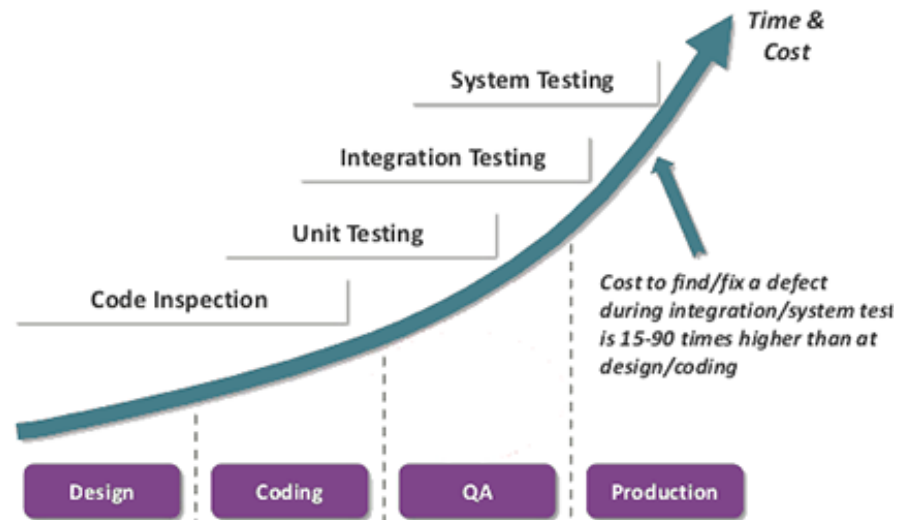 Time &
Cost
System Testing
Integration Testing
Unit Testing
Code Inspection
Cost to find/fix a defect
during integration/system test
is 15-90 times higher than at
design/coding
Design
Coding
QA
Production